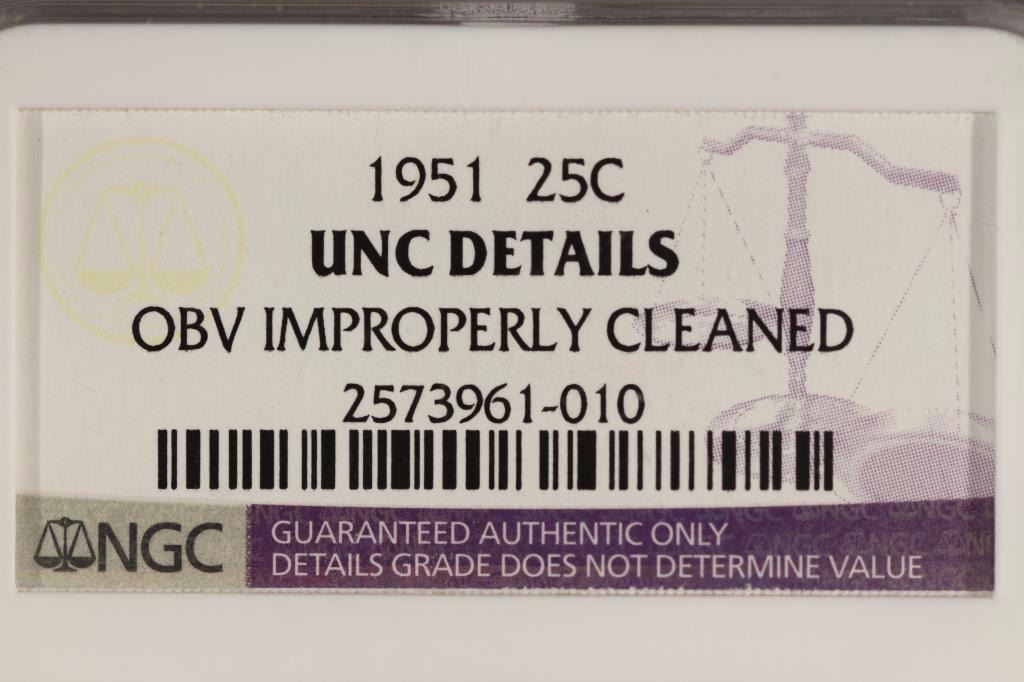 1951 25C
UNC DETAILS
OBV IMPROPERLY CLEANED
2573961-010
NGC
GUARANTEED AUTHENTIC ONLY
DETAILS GRADE DOES NOT DETERMINE VALUE